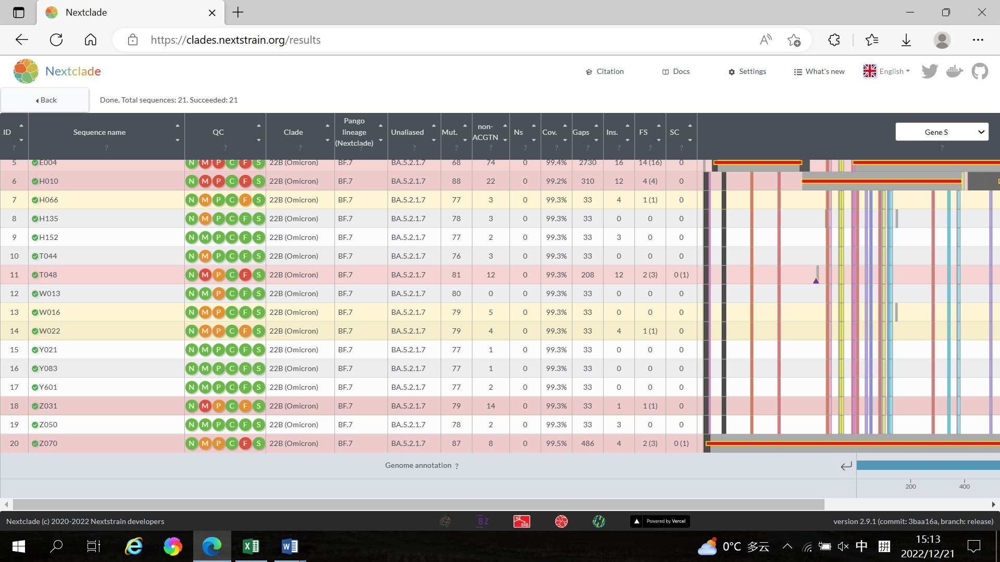 Nextclade
https://clades.nextstrain.org/results
Nextclade
Citation
Docs
Settings
What's new
English
Back
Done. Total sequences: 21. Succeeded: 21
ID Sequence name QC Clade Pango lineage (Nextclade) Unaliased Mut. non-ACGTN Ns Cov. Gaps Ins. FS SC Gene S
? ? ? ? ? ? ? ? ? ? ? ? ? ? ?
5 E004 N M P C F S 22B (Omicron) BF.7 BA.5.2.1.7 68 74 0 99.4% 2730 16 14 (16) 0
6 H010 N M P C F S 22B (Omicron) BF.7 BA.5.2.1.7 88 22 0 99.2% 310 12 4 (4) 0
7 H066 N M P C F S 22B (Omicron) BF.7 BA.5.2.1.7 77 3 0 99.3% 33 4 1 (1) 0
8 H135 N M P C F S 22B (Omicron) BF.7 BA.5.2.1.7 78 3 0 99.3% 33 0 0 0
9 H152 N M P C F S 22B (Omicron) BF.7 BA.5.2.1.7 77 2 0 99.3% 33 3 0 0
10 T044 N M P C F S 22B (Omicron) BF.7 BA.5.2.1.7 76 3 0 99.3% 33 0 0 0
11 T048 N M P C F S 22B (Omicron) BF.7 BA.5.2.1.7 81 12 0 99.3% 208 12 2 (3) 0 (1)
12 W013 N M P C F S 22B (Omicron) BF.7 BA.5.2.1.7 80 0 0 99.3% 33 0 0 0
13 W016 N M P C F S 22B (Omicron) BF.7 BA.5.2.1.7 79 5 0 99.3% 33 0 0 0
14 W022 N M P C F S 22B (Omicron) BF.7 BA.5.2.1.7 79 4 0 99.3% 33 4 1 (1) 0
15 Y021 N M P C F S 22B (Omicron) BF.7 BA.5.2.1.7 77 1 0 99.3% 33 0 0 0
16 Y083 N M P C F S 22B (Omicron) BF.7 BA.5.2.1.7 77 1 0 99.3% 33 0 0 0
17 Y601 N M P C F S 22B (Omicron) BF.7 BA.5.2.1.7 77 2 0 99.3% 33 0 0 0
18 Z031 N M P C F S 22B (Omicron) BF.7 BA.5.2.1.7 79 14 0 99.3% 33 1 1 (1) 0
19 Z050 N M P C F S 22B (Omicron) BF.7 BA.5.2.1.7 78 2 0 99.3% 33 3 0 0
20 Z070 N M P C F S 22B (Omicron) BF.7 BA.5.2.1.7 87 8 0 99.5% 486 4 2 (3) 0 (1)
Genome annotation ?
200 400
Nextclade (c) 2020-2022 Nextstrain developers
BZ
SIB
Powered by Vercel
version 2.9.1 (commit: 3baa16a, branch: release)
0°C 多云
中
拼
15:13
2022/12/21